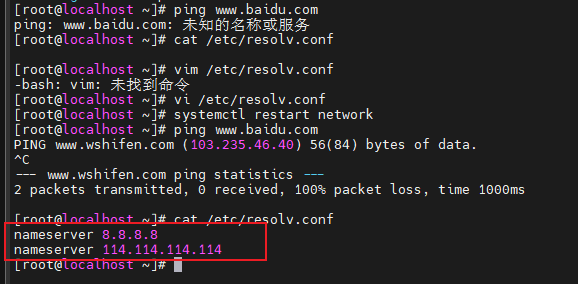 [root@localhost ~]# ping www.baidu.com
ping: www.baidu.com: 未知的名称或服务
[root@localhost ~]# cat /etc/resolv.conf
[root@localhost ~]# vim /etc/resolv.conf
-bash: vim: 未找到命令
[root@localhost ~]# vi /etc/resolv.conf
[root@localhost ~]# systemctl restart network
[root@localhost ~]# ping www.baidu.com
PING www.wshifen.com (103.235.46.40) 56(84) bytes of data.
^C
--- www.wshifen.com ping statistics ---
2 packets transmitted, 0 received, 100% packet loss, time 1000ms
[root@localhost ~]# cat /etc/resolv.conf
nameserver 8.8.8.8
nameserver 114.114.114.114
[root@localhost ~]#